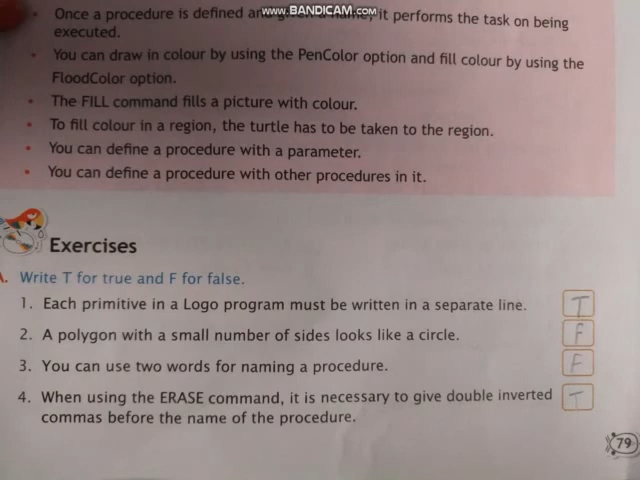 www.BANDICAM.com
Once a procedure is defined and it performs the task on being
executed.
You can draw in colour by using the PenColor option and fill colour by using the
FloodColor option.
The FILL command fills a picture with colour.
To fill colour in a region, the turtle has to be taken to the region.
You can define a procedure with a parameter.
You can define a procedure with other procedures in it.
Exercises
A. Write T for true and F for false.
1. Each primitive in a Logo program must be written in a separate line. T
2. A polygon with a small number of sides looks like a circle. F
3. You can use two words for naming a procedure. F
4. When using the ERASE command, it is necessary to give double inverted T
commas before the name of the procedure.
79